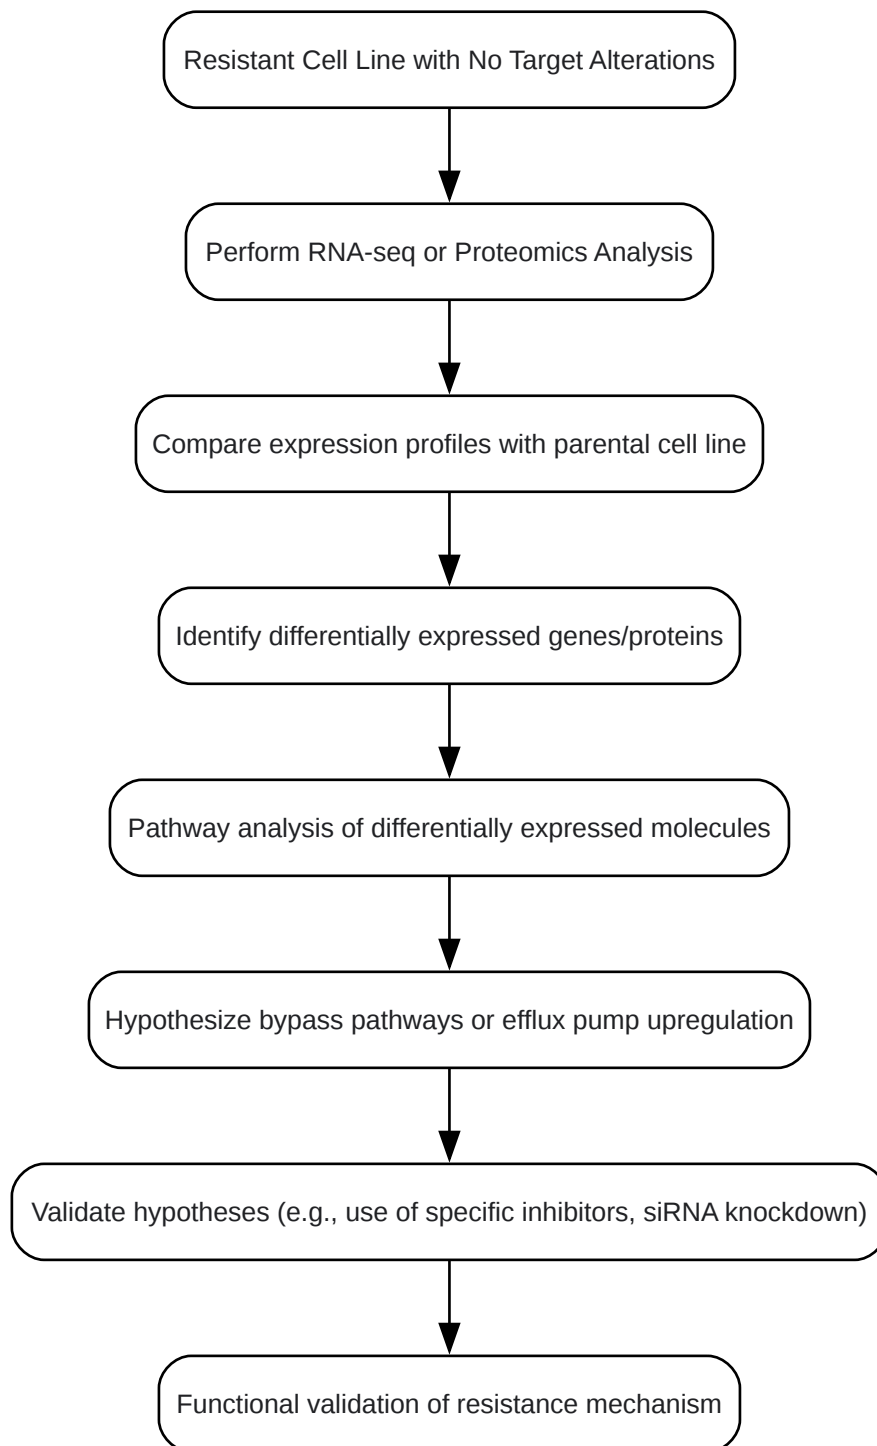 Resistant Cell Line with No Target Alterations
Perform RNA-seq or Proteomics Analysis
Compare expression profiles with parental cell line
Identify differentially expressed genes/proteins
Pathway analysis of differentially expressed molecules
Hypothesize bypass pathways or efflux pump upregulation
Validate hypotheses (e.g., use of specific inhibitors, siRNA knockdown)
Functional validation of resistance mechanism